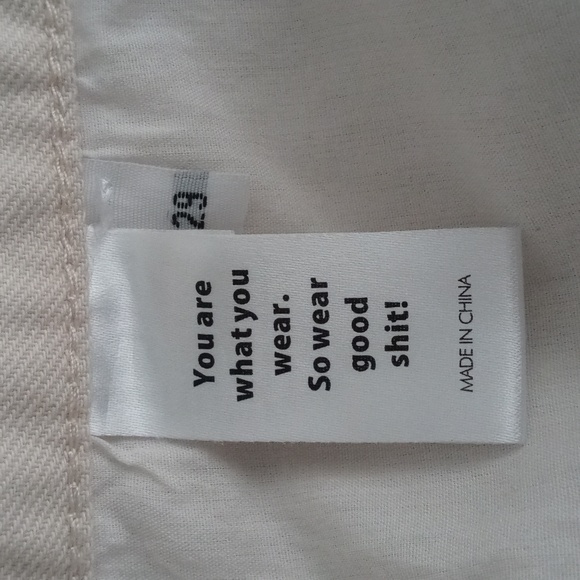 29
You are
what you
wear.
So wear
good
shit!
MADE IN CHINA